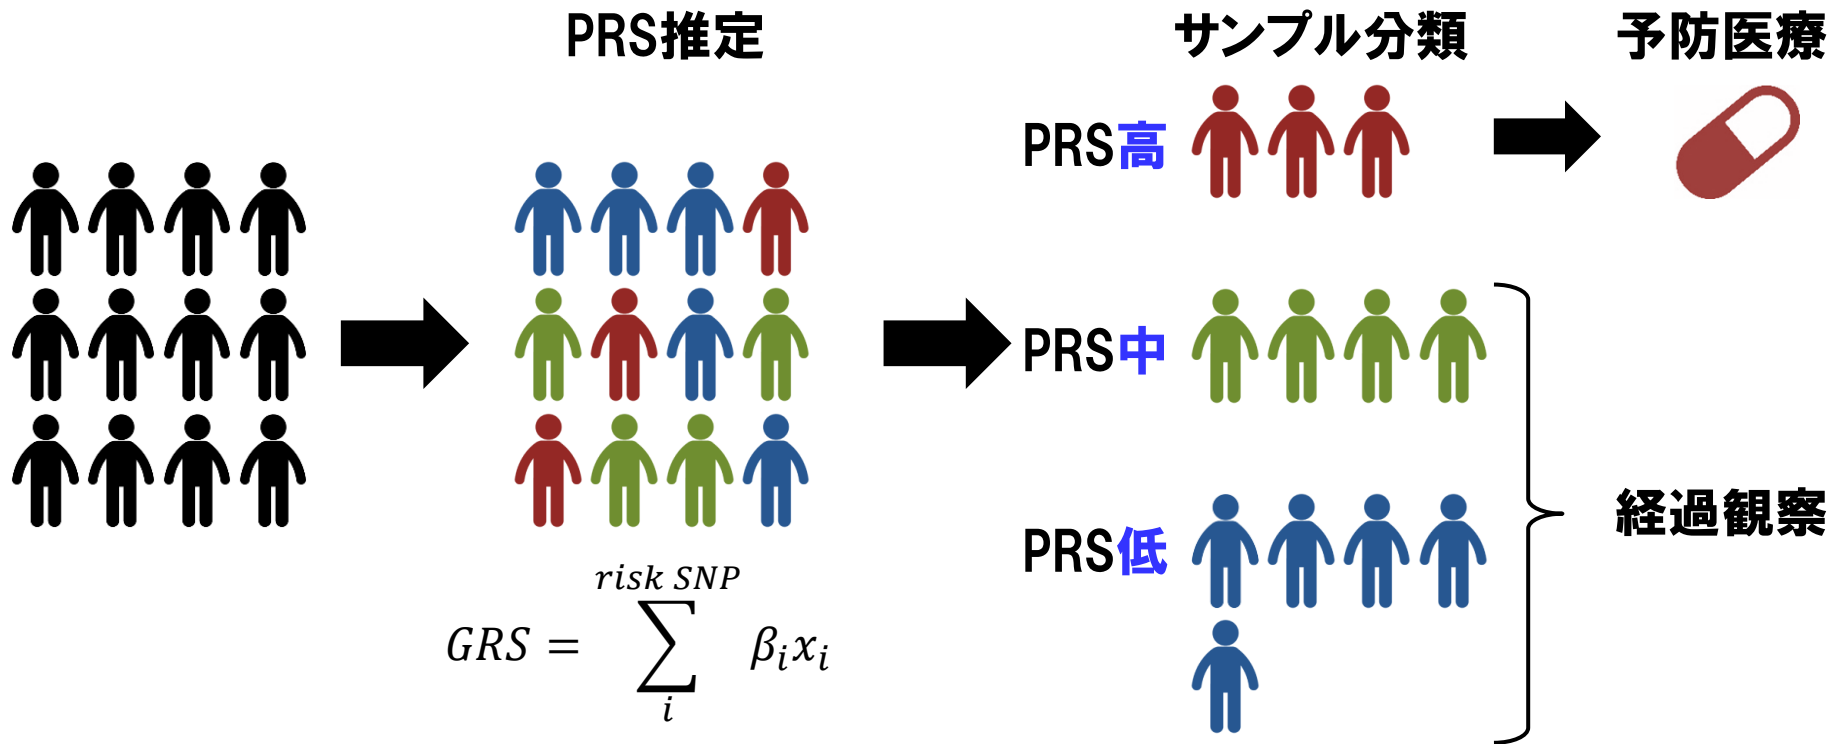 PRS推定
サンプル分類
予防医療
PRS高
PRS中
PRS低
経過観察
risk SNP
GRS = ∑ βᵢxᵢ
i